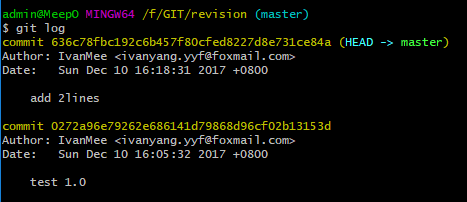 admin@MeepO MINGW64 /f/GIT/revision (master)
$ git log
commit 636c78fbc192c6b457f80cfed8227d8e731ce84a (HEAD -> master)
Author: IvanMee <ivanyang.yyf@foxmail.com>
Date:   Sun Dec 10 16:18:31 2017 +0800
    add 2lines
commit 0272a96e79262e686141d79868d96cf02b13153d
Author: IvanMee <ivanyang.yyf@foxmail.com>
Date:   Sun Dec 10 16:05:32 2017 +0800
    test 1.0